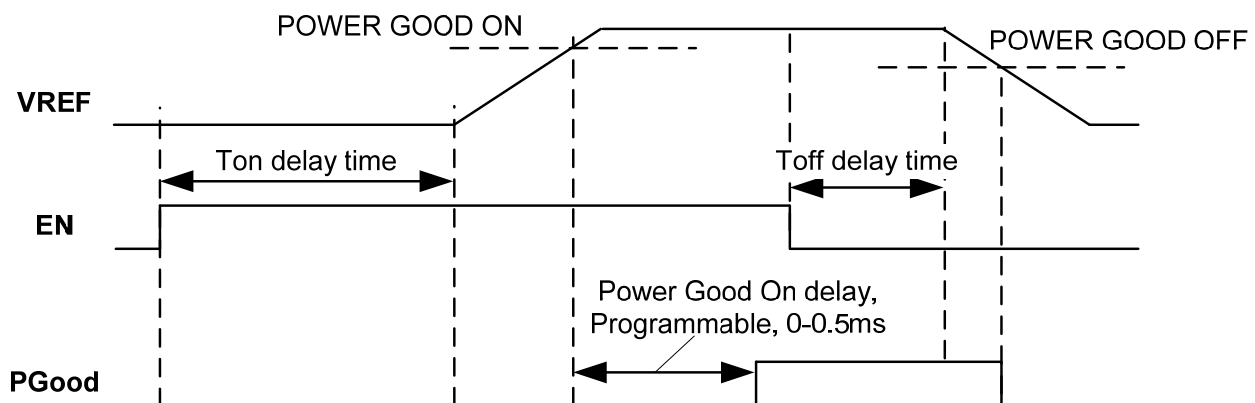 POWER GOOD ON
POWER GOOD OFF
VREF
Ton delay time
Toff delay time
EN
Power Good On delay,
Programmable, 0-0.5ms
PGood